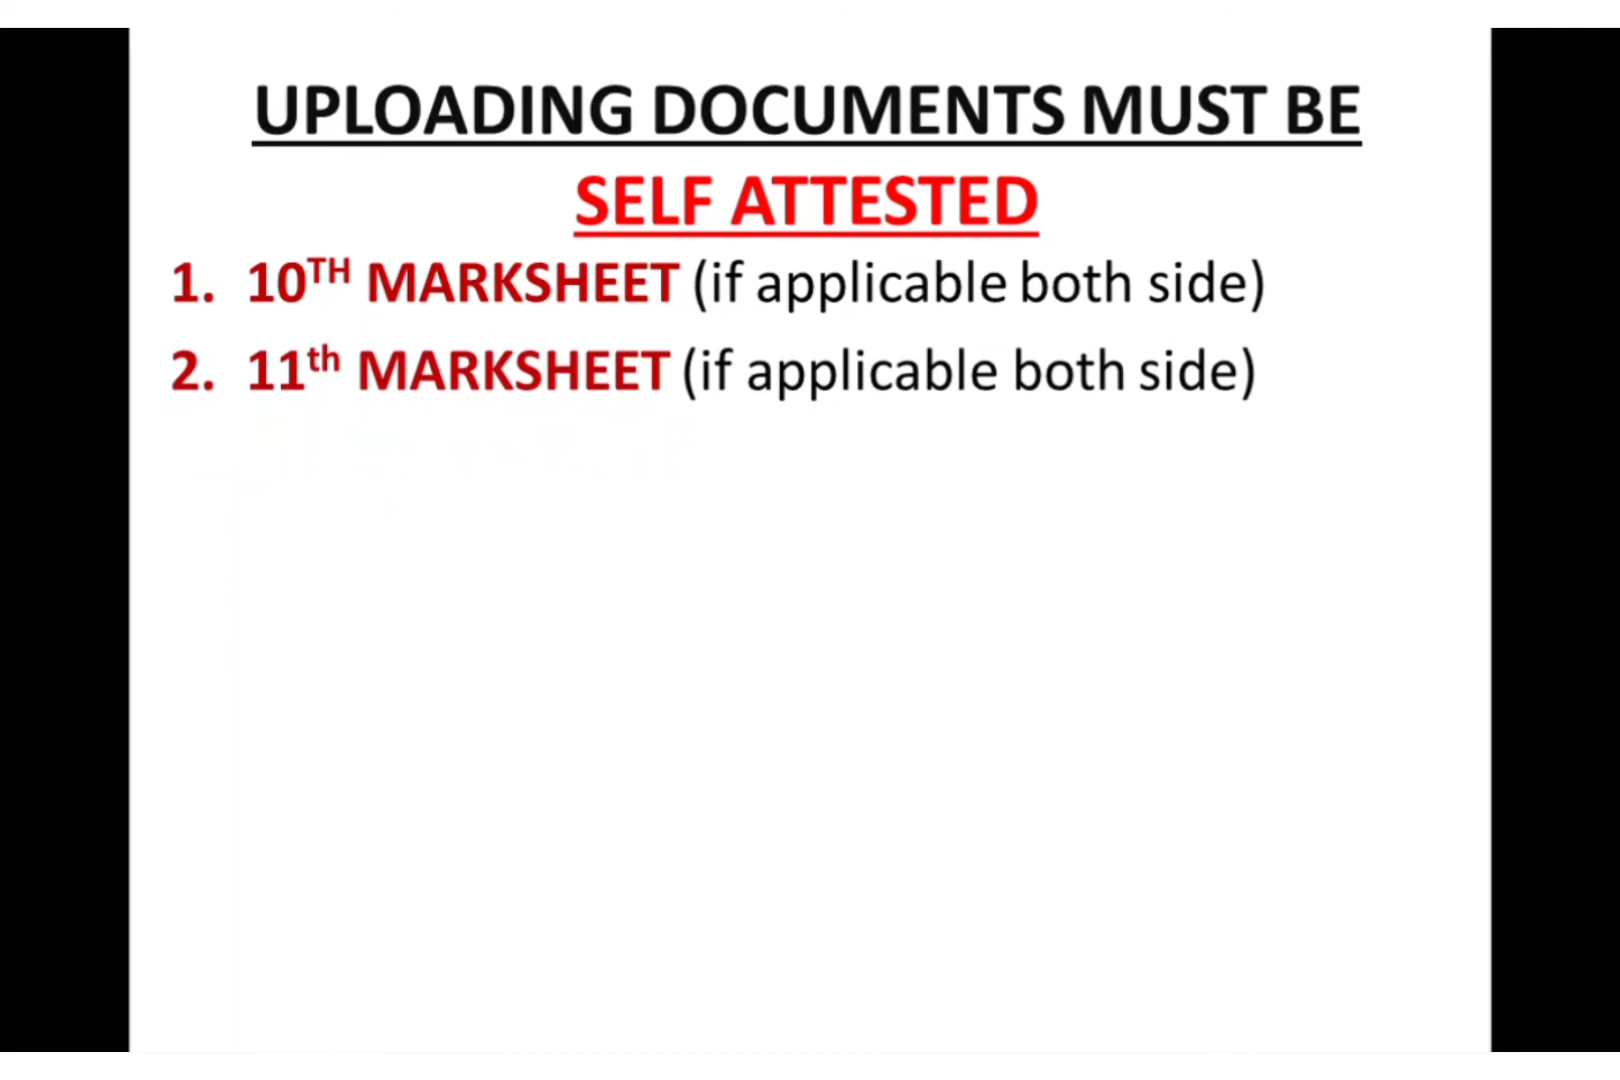 UPLOADING DOCUMENTS MUST BE
SELF ATTESTED
1. 10TH MARKSHEET (if applicable both side)
2. 11th MARKSHEET (if applicable both side)